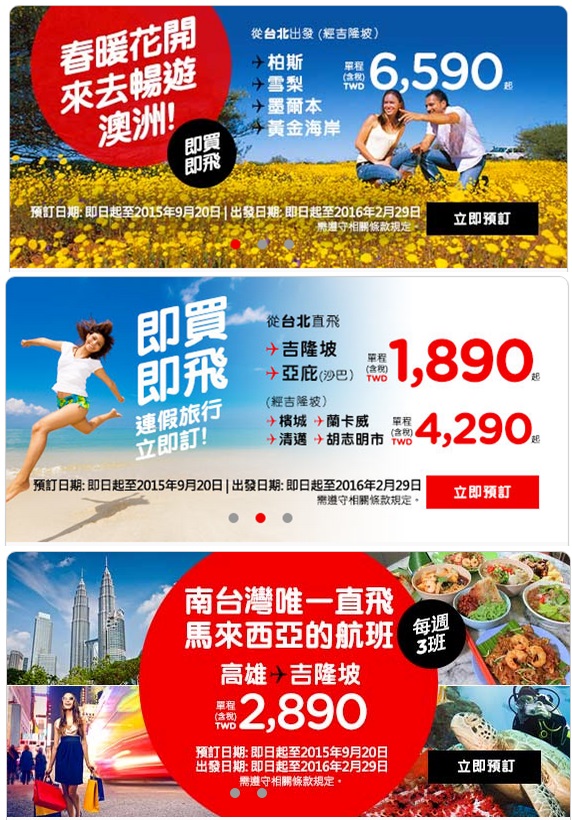 春暖花開
來去暢遊
澳洲!
即買
即飛
從台北出發 (經吉隆坡)
柏斯
雪梨
墨爾本
黃金海岸
單程
(含稅)
TWD
6,590起
預訂日期: 即日起至2015年9月20日 | 出發日期: 即日起至2016年2月29日
需遵守相關條款規定。
立即預訂
即買
即飛
連假旅行
立即訂!
從台北直飛
吉隆坡
亞庇(沙巴)
單程
(含稅)
TWD
1,890起
(經吉隆坡)
檳城 蘭卡威
清邁 胡志明市
單程
(含稅)
TWD
4,290起
預訂日期: 即日起至2015年9月20日 | 出發日期: 即日起至2016年2月29日
需遵守相關條款規定。
立即預訂
南台灣唯一直飛
馬來西亞的航班
每週
3班
高雄 吉隆坡
單程
(含稅)
TWD
2,890
預訂日期: 即日起至2015年9月20日
出發日期: 即日起至2016年2月29日
需遵守相關條款規定。
立即預訂